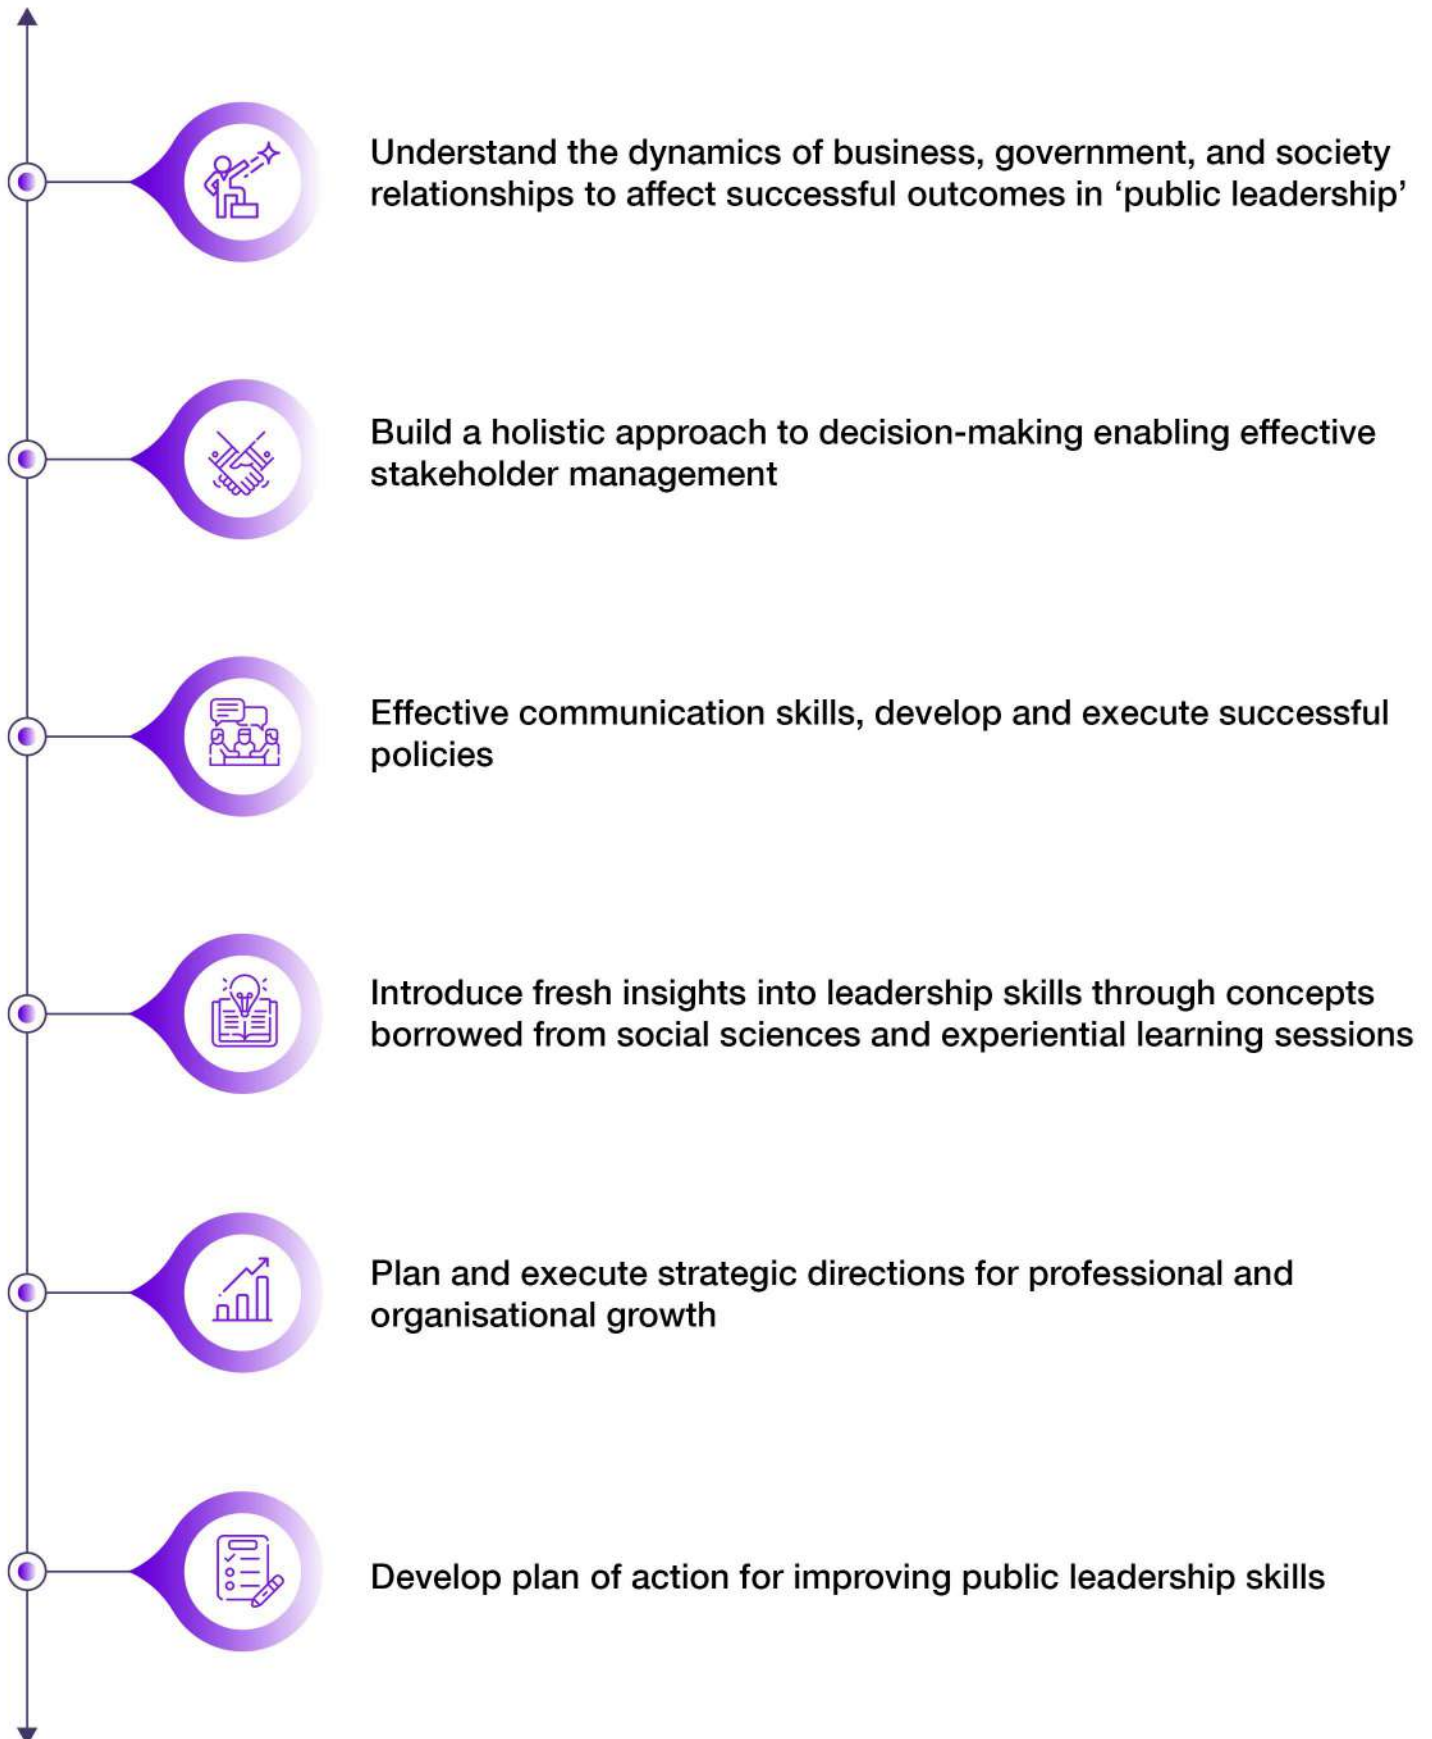 Understand the dynamics of business, government, and society
relationships to affect successful outcomes in ‘public leadership’
Build a holistic approach to decision-making enabling effective
stakeholder management
Effective communication skills, develop and execute successful
policies
Introduce fresh insights into leadership skills through concepts
borrowed from social sciences and experiential learning sessions
Plan and execute strategic directions for professional and
organisational growth
Develop plan of action for improving public leadership skills